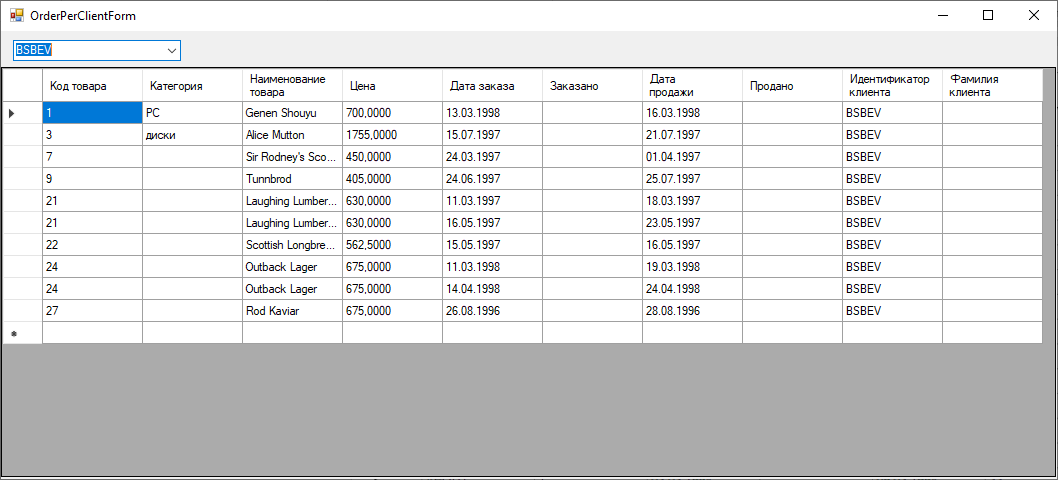 OrderPerClientForm
BSBEV
Код товара Категория Наименование товара Цена Дата заказа Заказано Дата продажи Продано Идентификатор клиента Фамилия клиента
1 PC Genen Shouyu 700,0000 13.03.1998 16.03.1998 BSBEV
3 диски Alice Mutton 1755,0000 15.07.1997 21.07.1997 BSBEV
7 Sir Rodney's Sco... 450,0000 24.03.1997 01.04.1997 BSBEV
9 Tunnbrod 405,0000 24.06.1997 25.07.1997 BSBEV
21 Laughing Lumber... 630,0000 11.03.1997 18.03.1997 BSBEV
21 Laughing Lumber... 630,0000 16.05.1997 23.05.1997 BSBEV
22 Scottish Longbre... 562,5000 15.05.1997 16.05.1997 BSBEV
24 Outback Lager 675,0000 11.03.1998 19.03.1998 BSBEV
24 Outback Lager 675,0000 14.04.1998 24.04.1998 BSBEV
27 Rod Kaviar 675,0000 26.08.1996 28.08.1996 BSBEV